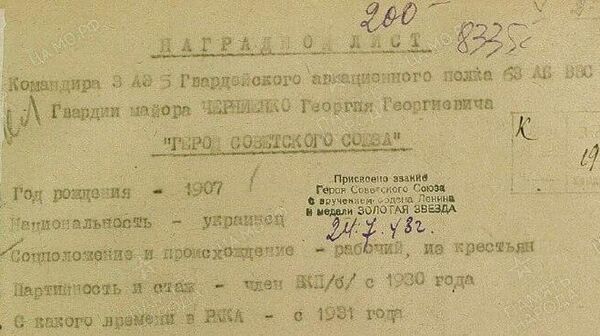 200
НАГРАДНОЙ ЛИСТ
8335
Командира 3 АЭ 5 Гвардейского авиационного полка 63 АБ ВВС
Гвардии майора ЧЕРНИЕНКО Георгия Георгиевича
"ГЕРОЙ СОВЕТСКОГО СОЮЗА"
К
19
Год рождения - 1907
Присвоено звание
Героя Советского Союза
с вручением ордена Ленина
и медали ЗОЛОТАЯ ЗВЕЗДА
24.7.43г.
Национальность - украинец
Соцположение и происхождение - рабочий, из крестьян
Партийность и стаж - член ВКП/б/ с 1930 года
С какого времени в РККА - с 1931 года